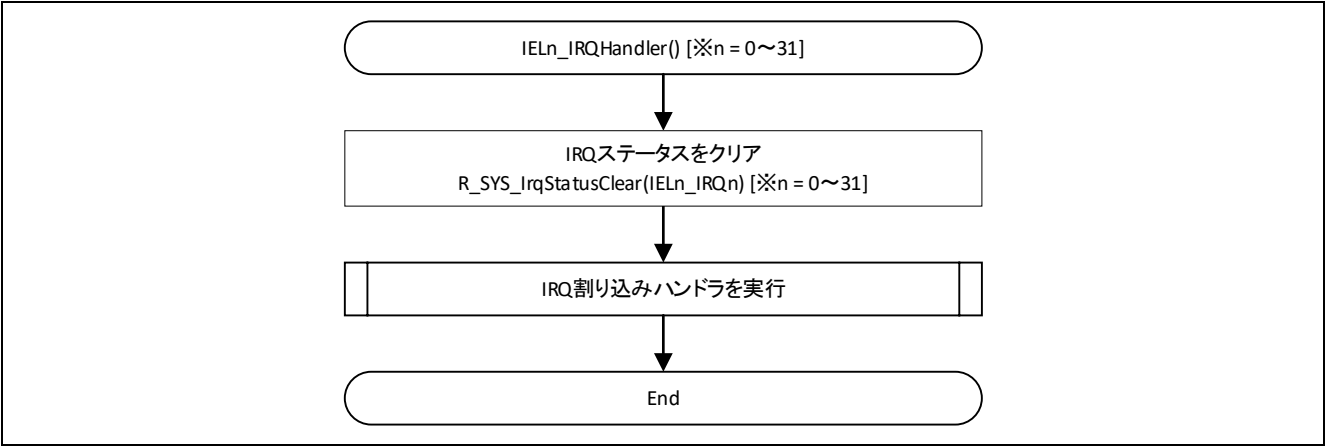 IELn_IRQHandler() [※n = 0～31]
IRQステータスをクリア
R_SYS_IrqStatusClear(IELn_IRQn) [※n = 0～31]
IRQ割り込みハンドラを実行
End